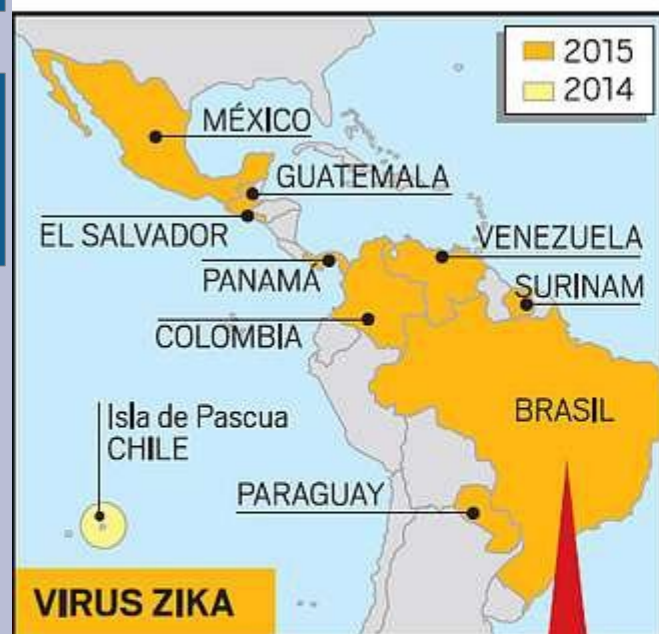 2015
2014
MÉXICO
GUATEMALA
EL SALVADOR
VENEZUELA
PANAMÁ
SURINAM
COLOMBIA
BRASIL
Isla de Pascua
CHILE
PARAGUAY
VIRUS ZIKA